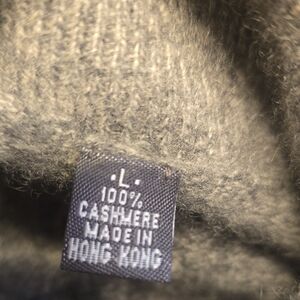 .L.
100%
CASHMERE
MADE IN
HONG KONG